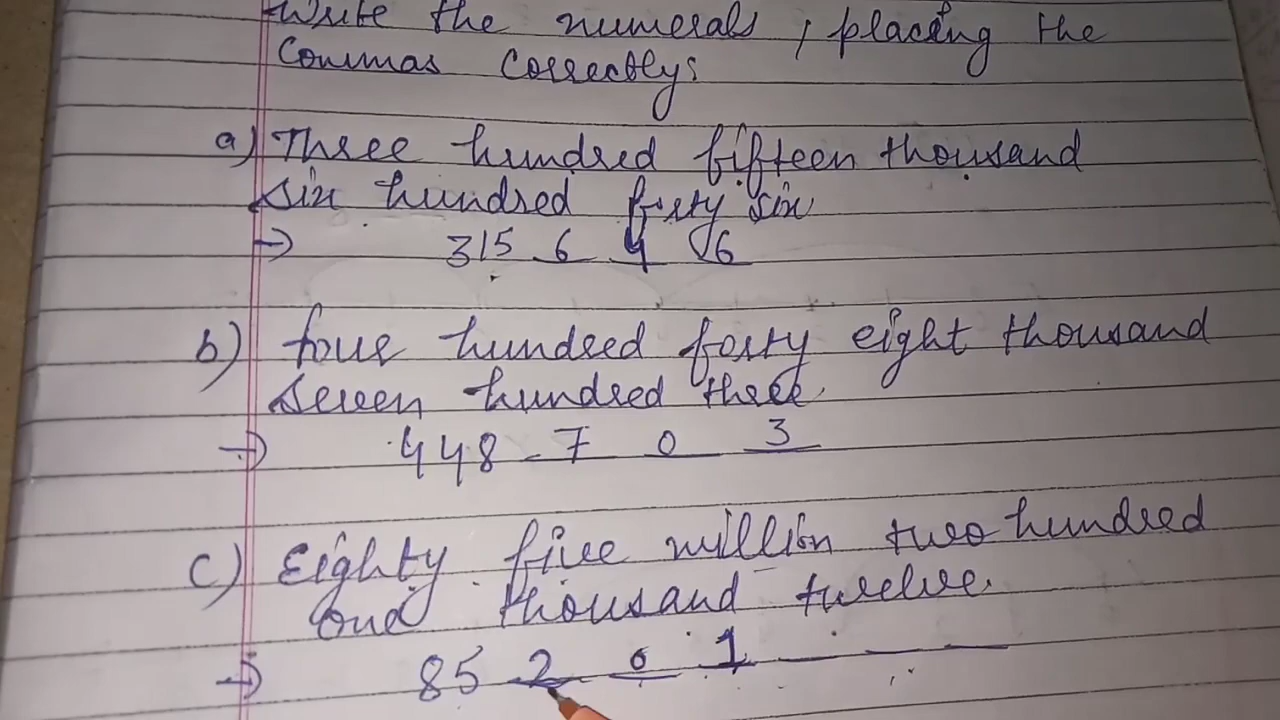 Write the numerals, placing the
Commas Correctly:
a) Three hundred fifteen thousand
six hundred forty six
→ 315 6 4 6
b) four hundred forty eight thousand
seven hundred three.
→ 448 7 0 3
c) Eighty five million two hundred
one thousand twelve.
→ 85 2 0 1 _ _ _